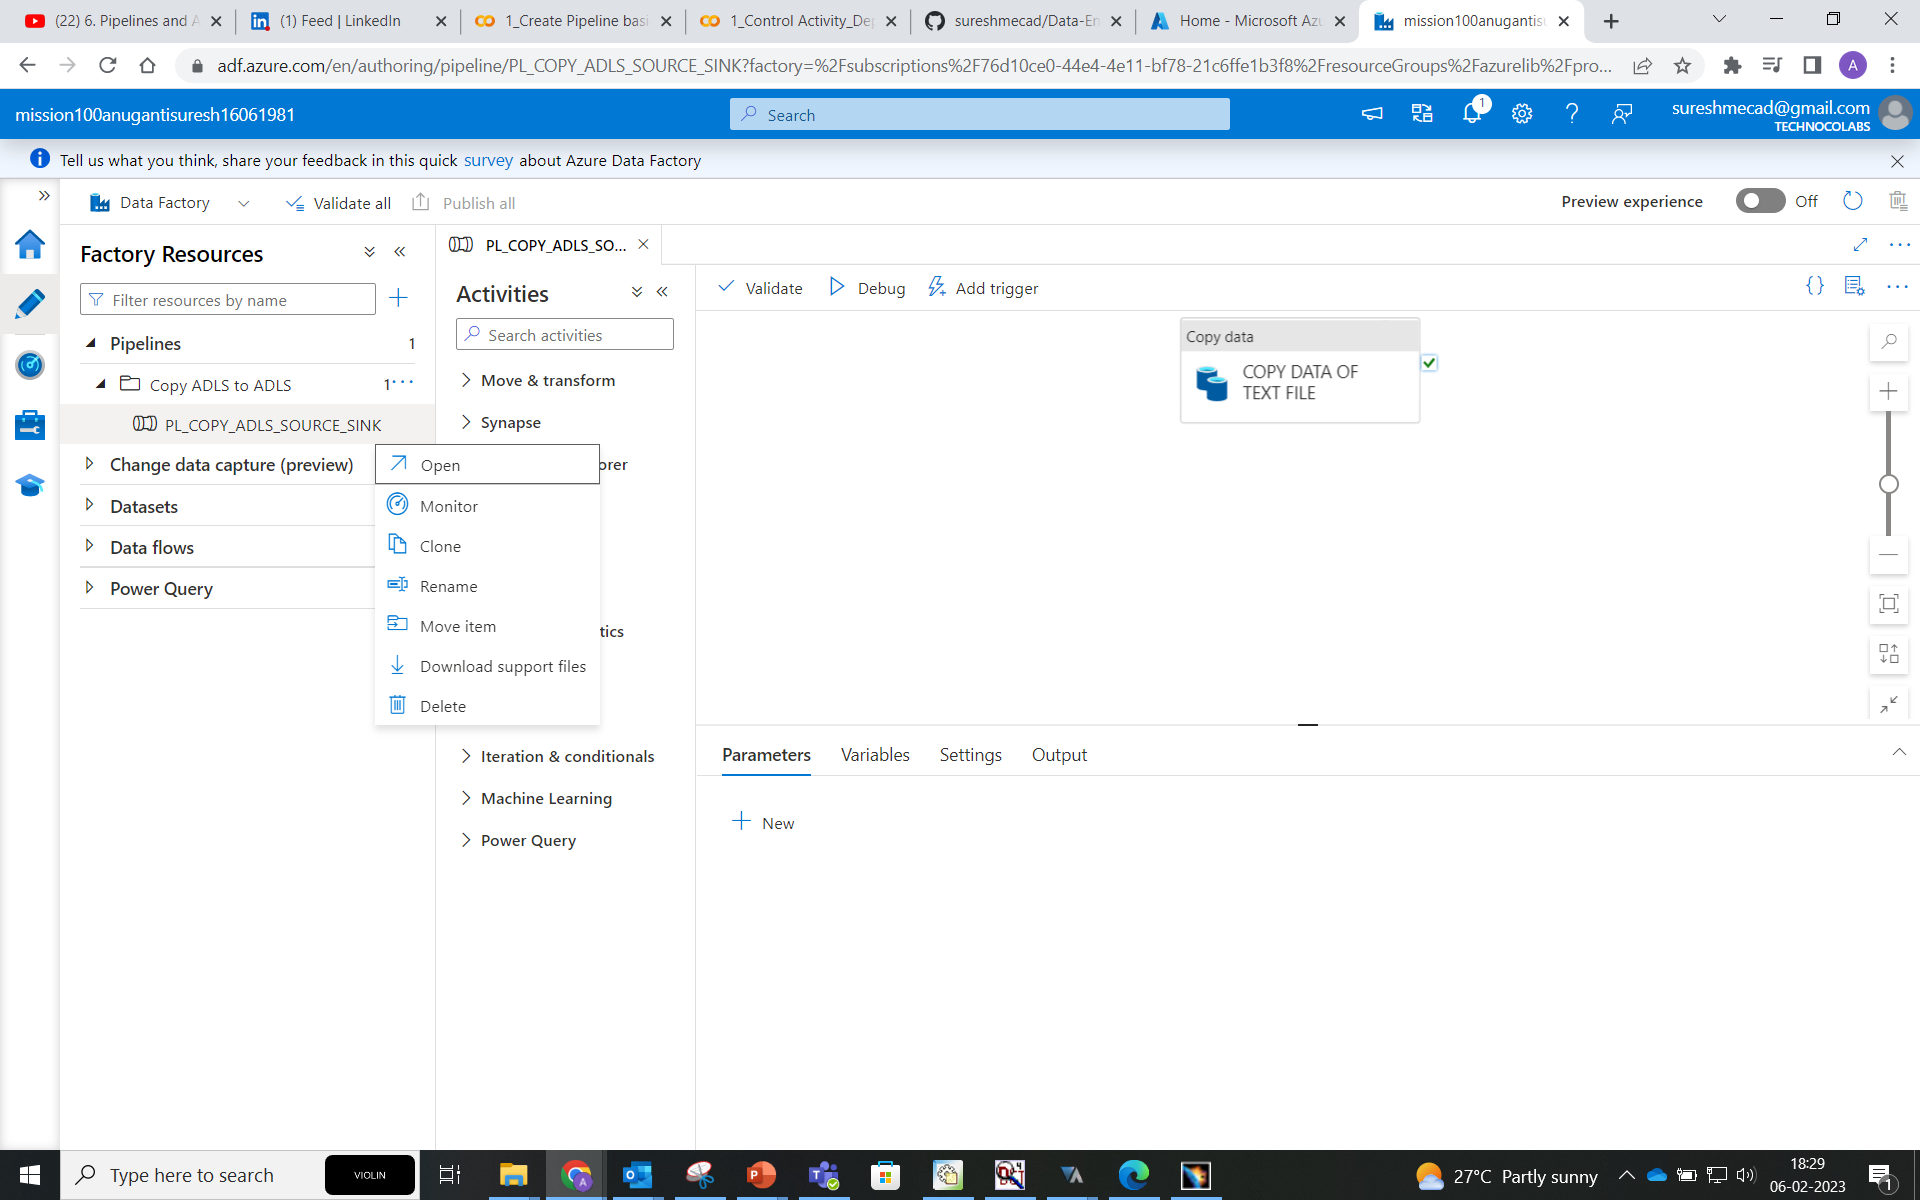 (22) 6. Pipelines and A
(1) Feed | LinkedIn
1_Create Pipeline basi
1_Control Activity_Dep
sureshmecad/Data-En
Home - Microsoft Azu
mission100anugantisu
adf.azure.com/en/authoring/pipeline/PL_COPY_ADLS_SOURCE_SINK?factory=%2Fsubscriptions%2F76d10ce0-44e4-4e11-bf78-21c6ffe1b3f8%2FresourceGroups%2Fazurelib%2Fpro...
A
mission100anugantisuresh16061981
Search
1
sureshmecad@gmail.com
TECHNOCOLABS
Tell us what you think, share your feedback in this quick survey about Azure Data Factory
Data Factory
Validate all
Publish all
Preview experience
Off
Factory Resources
PL_COPY_ADLS_SO...
Filter resources by name
Activities
Validate
Debug
Add trigger
Search activities
Pipelines 1
Copy ADLS to ADLS 1
PL_COPY_ADLS_SOURCE_SINK
Change data capture (preview)
Datasets
Data flows
Power Query
Move & transform
Synapse
orer
tics
Iteration & conditionals
Machine Learning
Power Query
Open
Monitor
Clone
Rename
Move item
Download support files
Delete
Copy data
COPY DATA OF
TEXT FILE
Parameters
Variables
Settings
Output
New
Type here to search
VIOLIN
27°C Partly sunny
18:29
06-02-2023
1